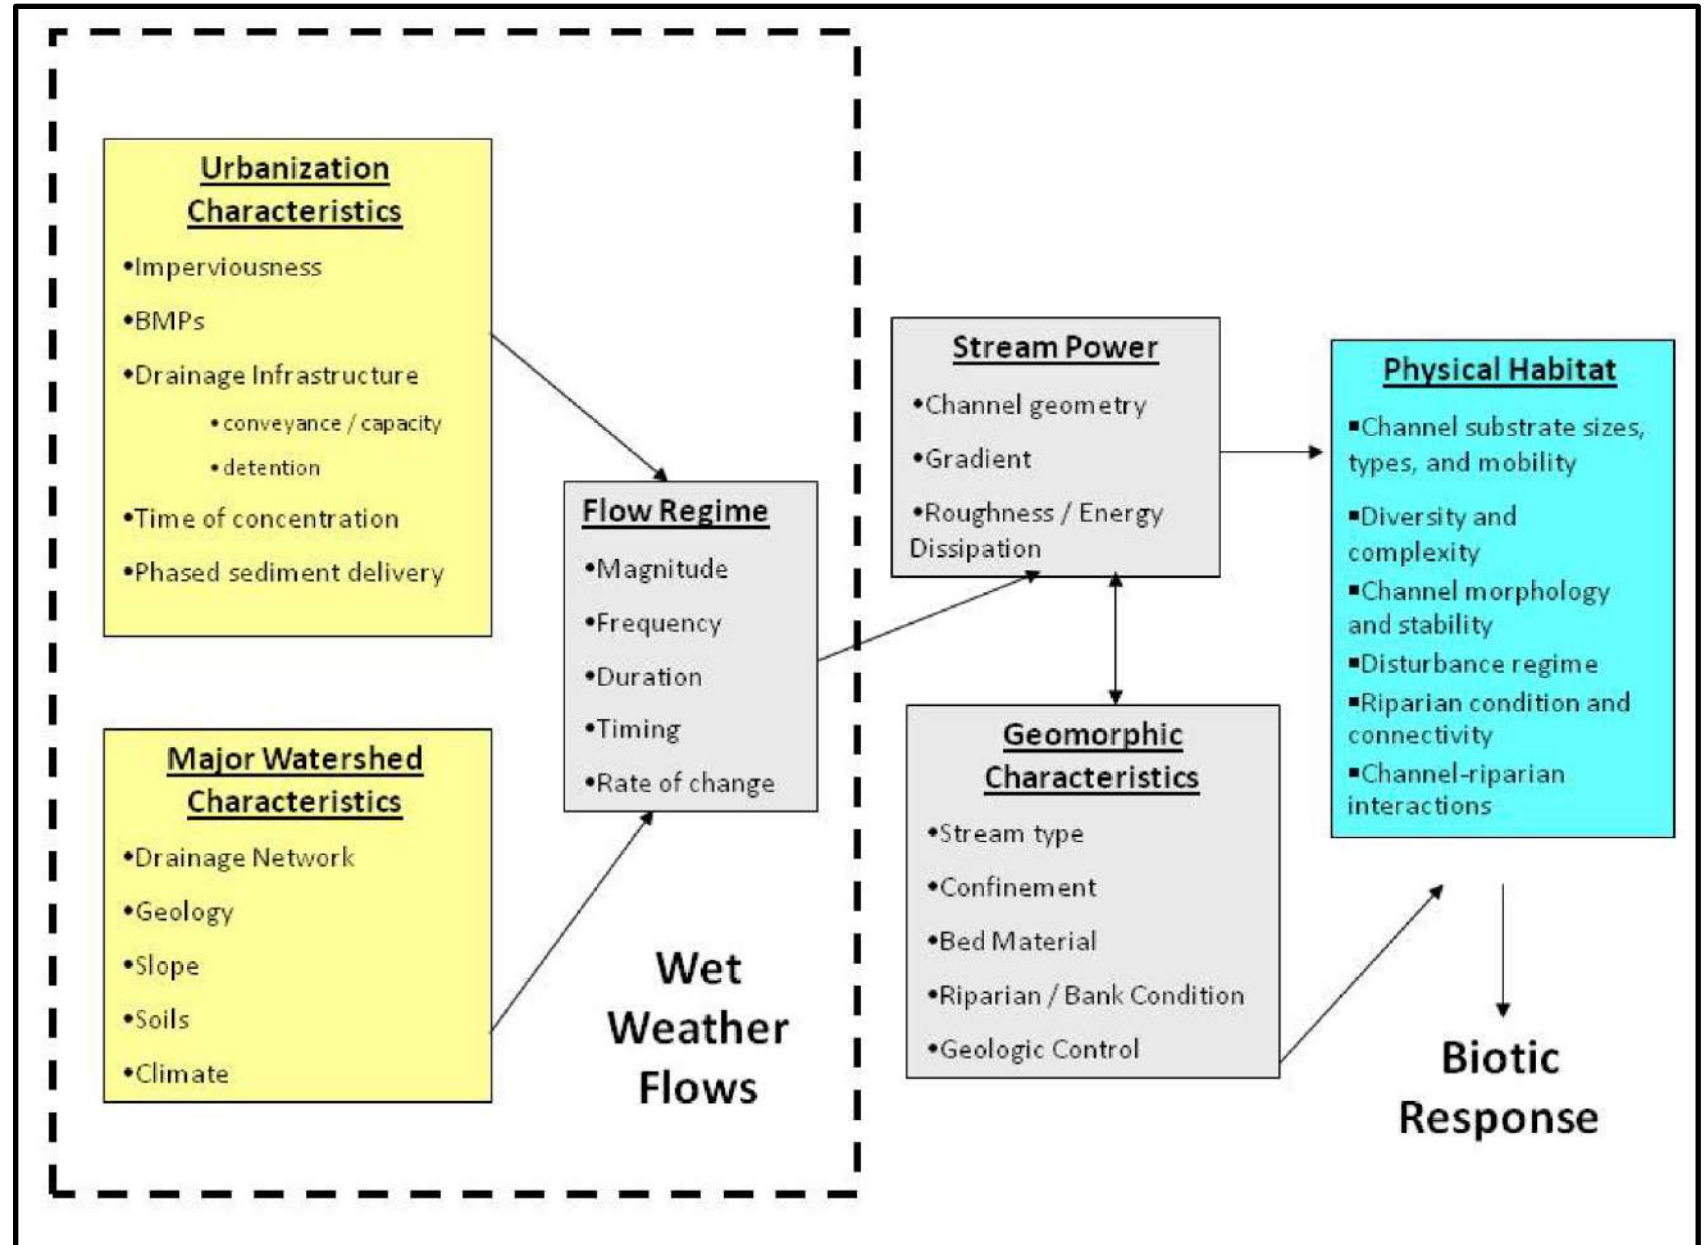 Urbanization
Characteristics
•Imperviousness
•BMPs
•Drainage Infrastructure
•conveyance / capacity
•detention
•Time of concentration
•Phased sediment delivery
Major Watershed
Characteristics
•Drainage Network
•Geology
•Slope
•Soils
•Climate
Flow Regime
•Magnitude
•Frequency
•Duration
•Timing
•Rate of change
Wet
Weather
Flows
Stream Power
•Channel geometry
•Gradient
•Roughness / Energy
Dissipation
Geomorphic
Characteristics
•Stream type
•Confinement
•Bed Material
•Riparian / Bank Condition
•Geologic Control
Physical Habitat
▪Channel substrate sizes,
types, and mobility
▪Diversity and
complexity
▪Channel morphology
and stability
▪Disturbance regime
▪Riparian condition and
connectivity
▪Channel-riparian
interactions
Biotic
Response